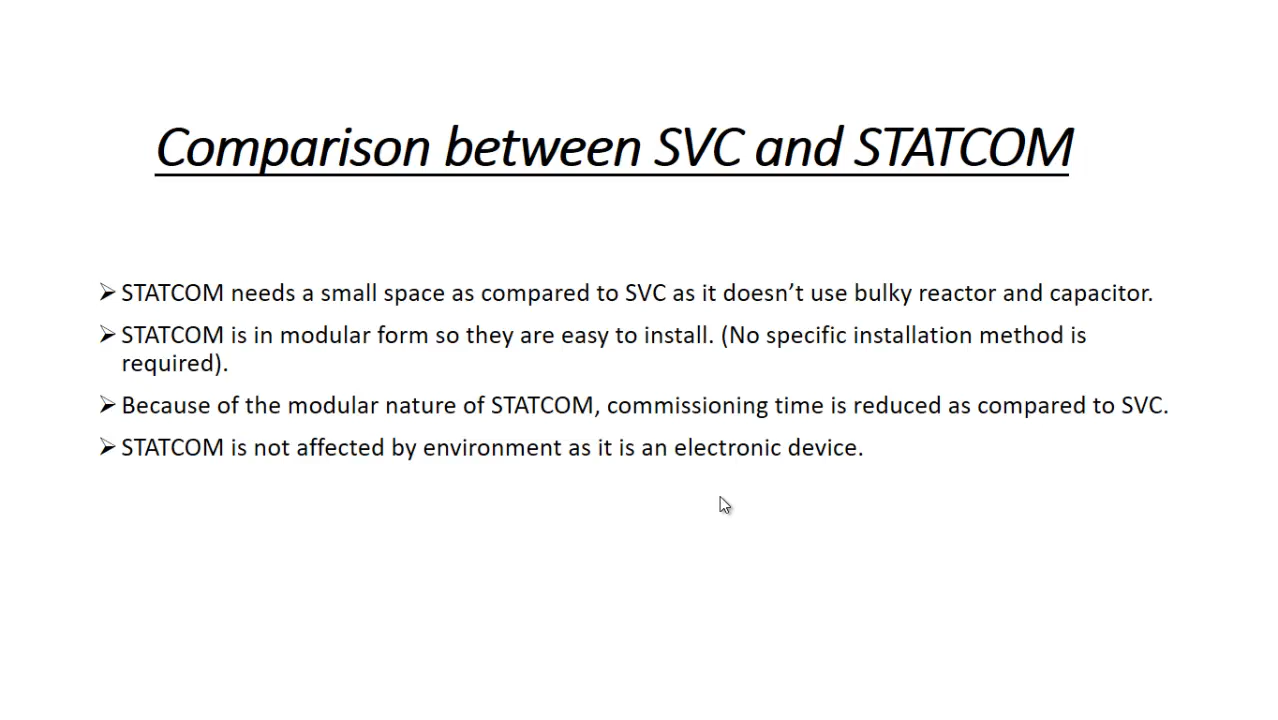 Comparison between SVC and STATCOM
➢ STATCOM needs a small space as compared to SVC as it doesn’t use bulky reactor and capacitor.
➢ STATCOM is in modular form so they are easy to install. (No specific installation method is
required).
➢ Because of the modular nature of STATCOM, commissioning time is reduced as compared to SVC.
➢ STATCOM is not affected by environment as it is an electronic device.